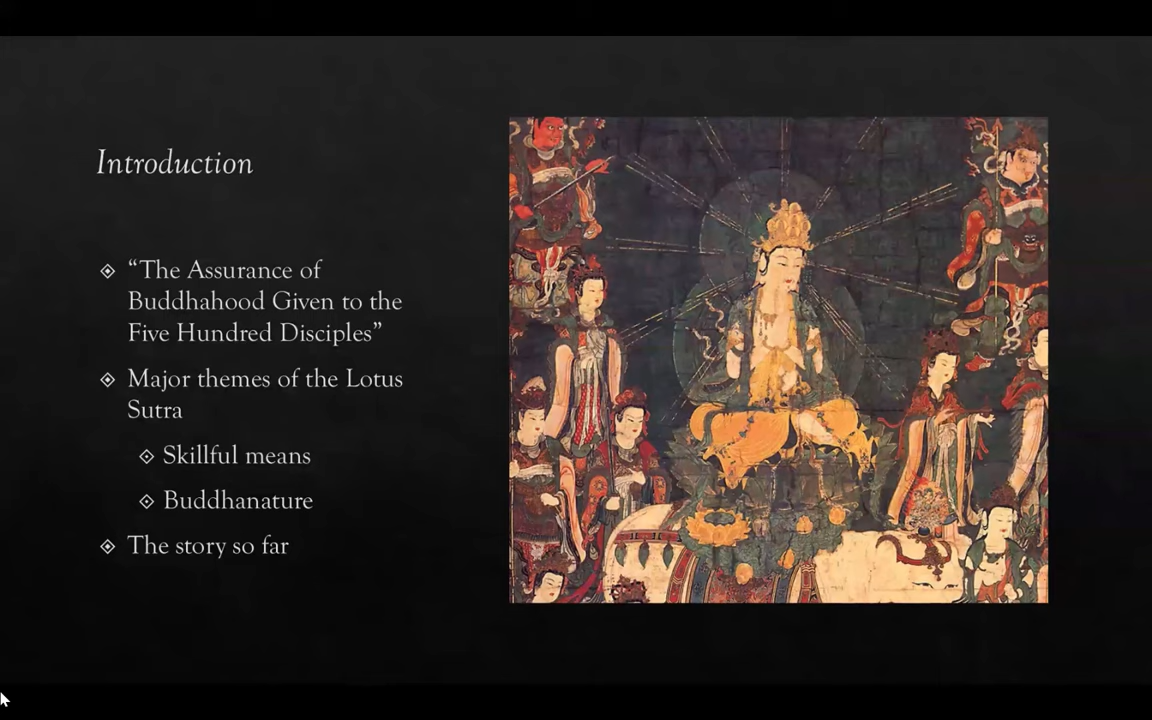 Introduction
“The Assurance of
Buddhahood Given to the
Five Hundred Disciples”
Major themes of the Lotus
Sutra
Skillful means
Buddhanature
The story so far